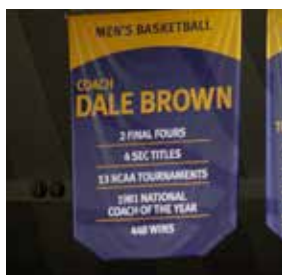 MEN'S BASKETBALL
COACH
DALE BROWN
2 FINAL FOURS
4 SEC TITLES
13 NCAA TOURNAMENTS
1981 NATIONAL
COACH OF THE YEAR
448 WINS